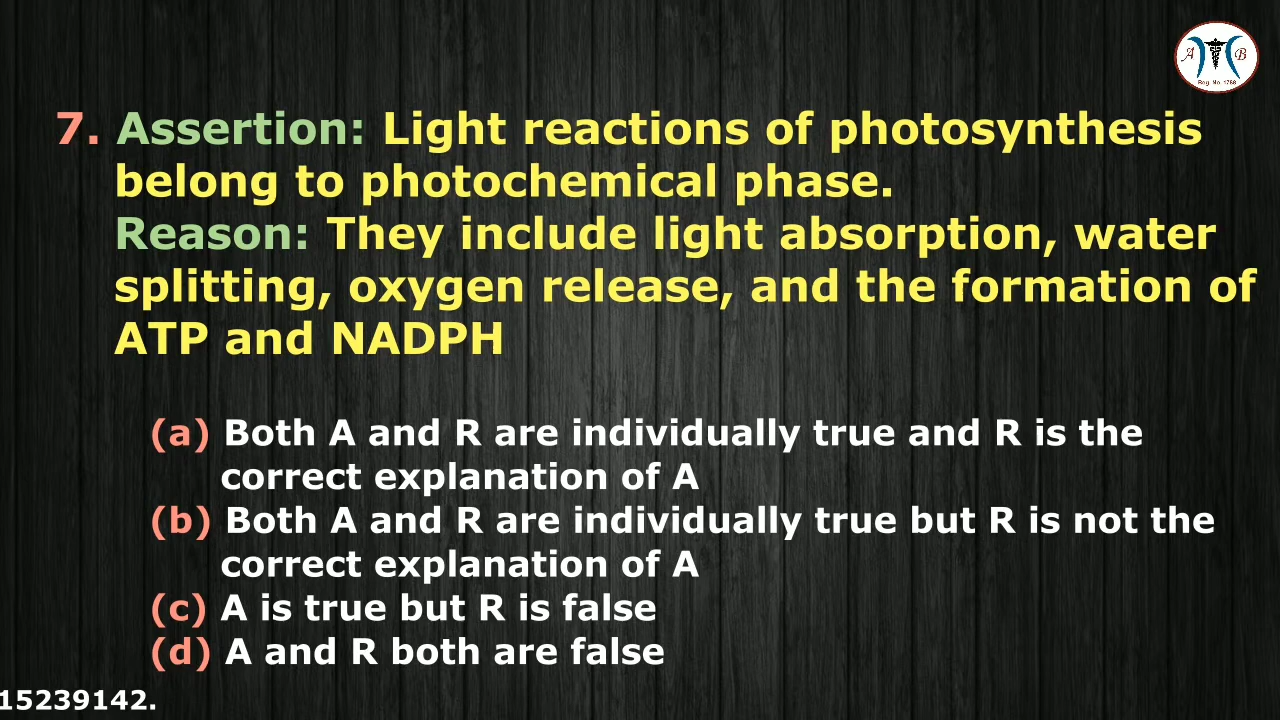 A B
Reg No 1788
7. Assertion: Light reactions of photosynthesis
belong to photochemical phase.
Reason: They include light absorption, water
splitting, oxygen release, and the formation of
ATP and NADPH
(a) Both A and R are individually true and R is the
correct explanation of A
(b) Both A and R are individually true but R is not the
correct explanation of A
(c) A is true but R is false
(d) A and R both are false
15239142.